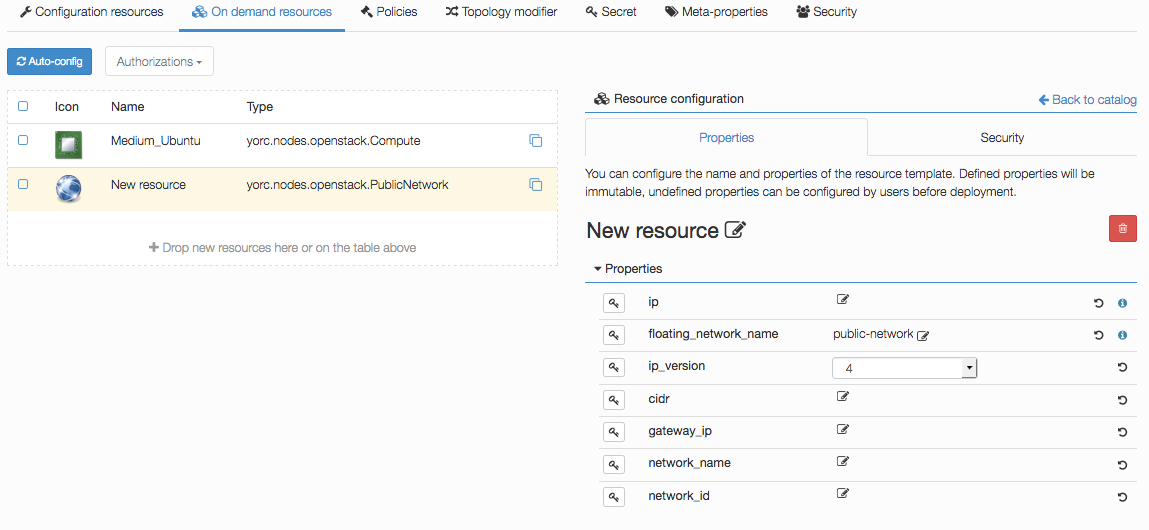 Configuration resources On demand resources Policies Topology modifier Secret Meta-properties Security
Auto-config Authorizations
Icon Name Type
Medium_Ubuntu yorc.nodes.openstack.Compute
New resource yorc.nodes.openstack.PublicNetwork
Drop new resources here or on the table above
Resource configuration Back to catalog
Properties Security
You can configure the name and properties of the resource template. Defined properties will be
immutable, undefined properties can be configured by users before deployment.
New resource
Properties
ip
floating_network_name public-network
ip_version 4
cidr
gateway_ip
network_name
network_id